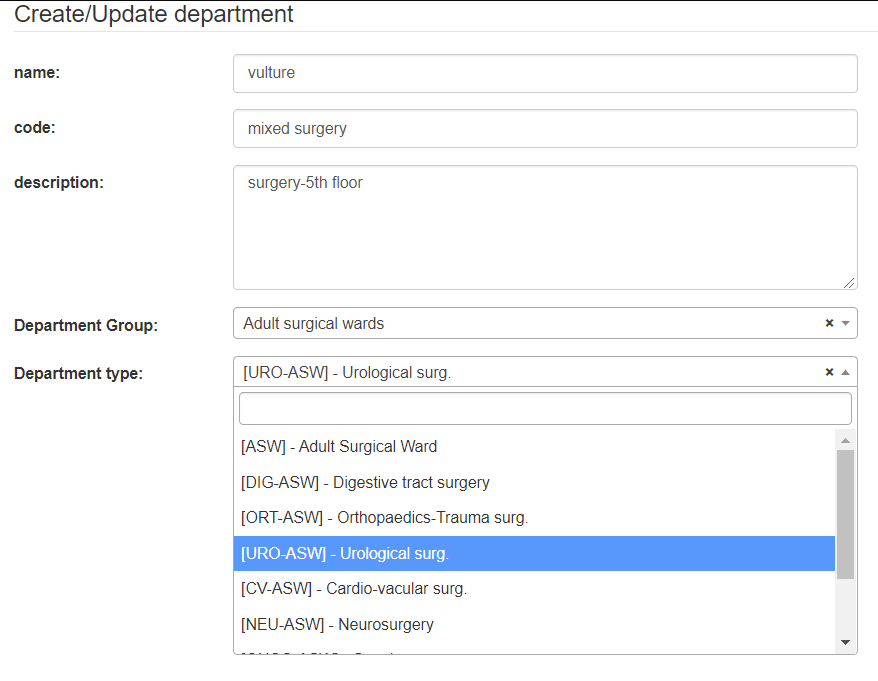 Create/Update department
name:
vulture
code:
mixed surgery
description:
surgery-5th floor
Department Group:
Adult surgical wards
Department type:
[URO-ASW] - Urological surg.
[ASW] - Adult Surgical Ward
[DIG-ASW] - Digestive tract surgery
[ORT-ASW] - Orthopaedics-Trauma surg.
[URO-ASW] - Urological surg.
[CV-ASW] - Cardio-vacular surg.
[NEU-ASW] - Neurosurgery